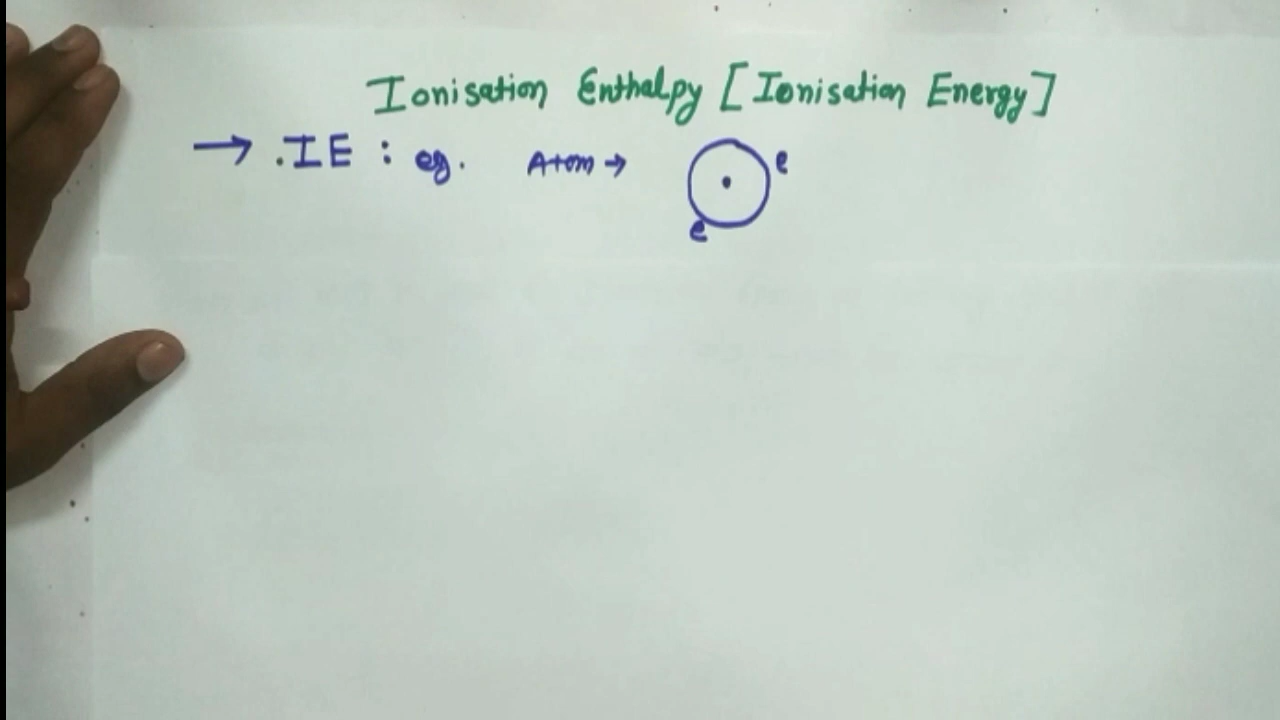 Ionisation Enthalpy [Ionisation Energy]
→ .IE : eg. Atom → e
e